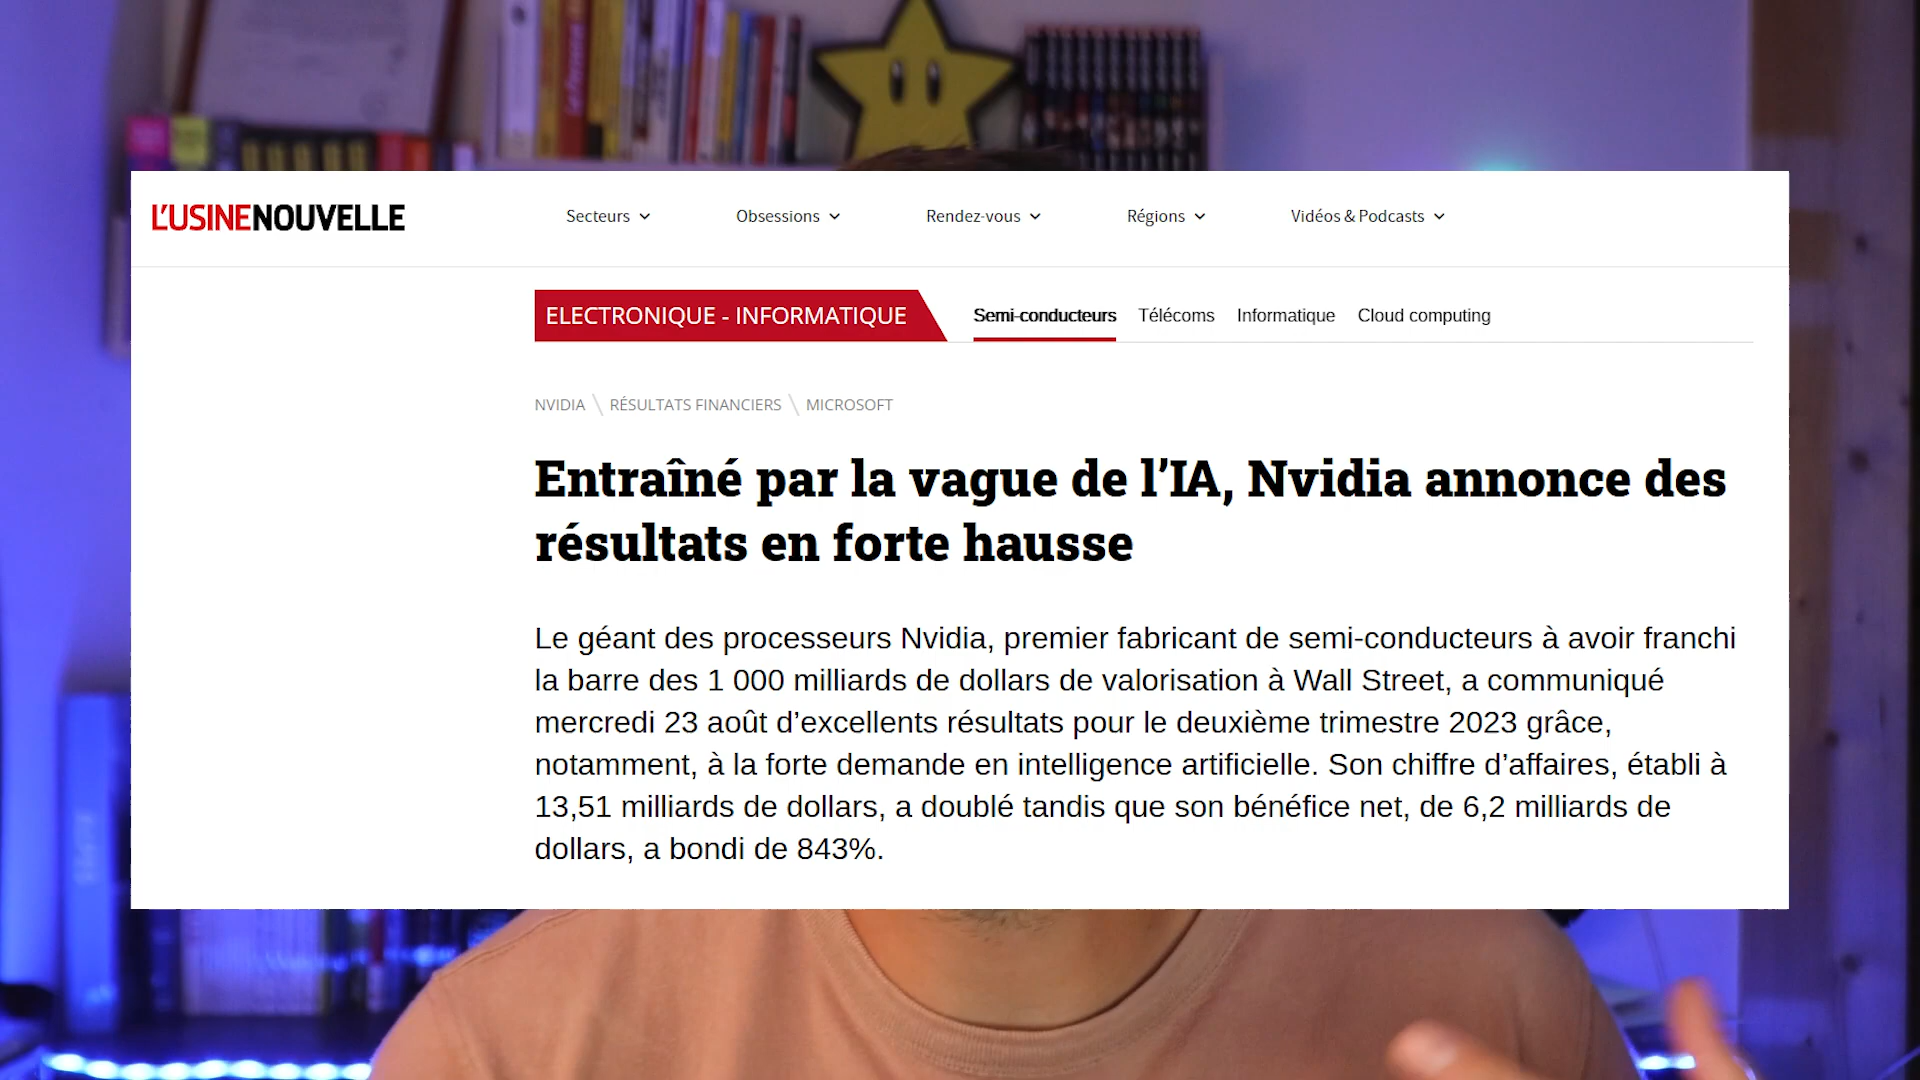 L'USINENOUVELLE
Secteurs Obsessions Rendez-vous Régions Vidéos & Podcasts
ELECTRONIQUE - INFORMATIQUE Semi-conducteurs Télécoms Informatique Cloud computing
NVIDIA \ RÉSULTATS FINANCIERS \ MICROSOFT
Entraîné par la vague de l’IA, Nvidia annonce des
résultats en forte hausse
Le géant des processeurs Nvidia, premier fabricant de semi-conducteurs à avoir franchi
la barre des 1 000 milliards de dollars de valorisation à Wall Street, a communiqué
mercredi 23 août d’excellents résultats pour le deuxième trimestre 2023 grâce,
notamment, à la forte demande en intelligence artificielle. Son chiffre d’affaires, établi à
13,51 milliards de dollars, a doublé tandis que son bénéfice net, de 6,2 milliards de
dollars, a bondi de 843%.